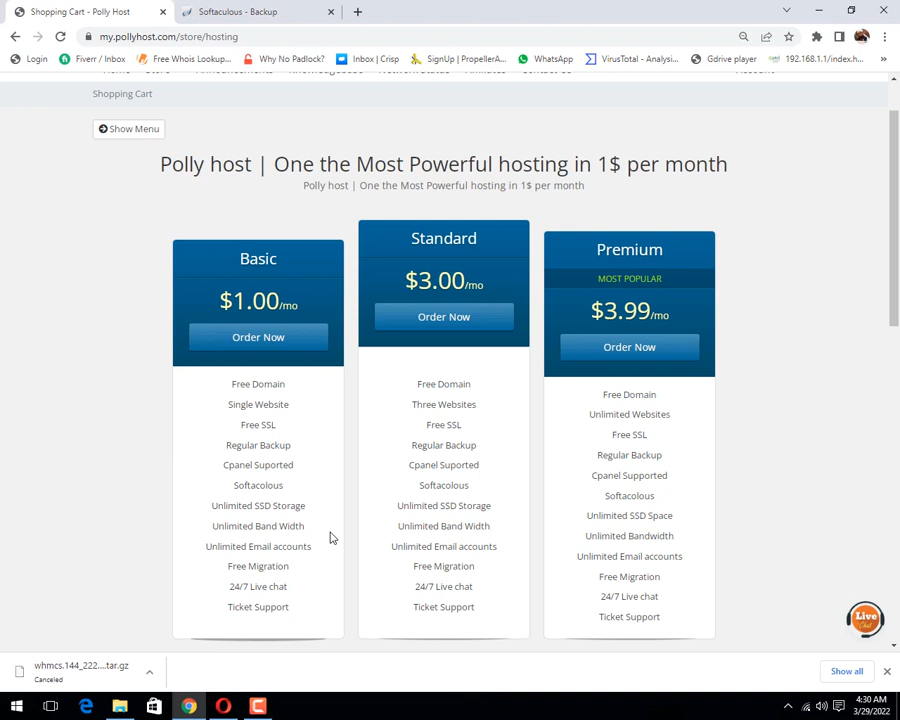 Shopping Cart - Polly Host
Softaculous - Backup
my.pollyhost.com/store/hosting
Login
Fiverr / Inbox
Free Whois Lookup...
Why No Padlock?
Inbox | Crisp
SignUp | PropellerA...
WhatsApp
VirusTotal - Analysi...
Gdrive player
192.168.1.1/index.h...
Shopping Cart
Show Menu
Polly host | One the Most Powerful hosting in 1$ per month
Polly host | One the Most Powerful hosting in 1$ per month
Basic
$1.00/mo
Order Now
Free Domain
Single Website
Free SSL
Regular Backup
Cpanel Suported
Softacolous
Unlimited SSD Storage
Unlimited Band Width
Unlimited Email accounts
Free Migration
24/7 Live chat
Ticket Support
Standard
$3.00/mo
Order Now
Free Domain
Three Websites
Free SSL
Regular Backup
Cpanel Supported
Softacolous
Unlimited SSD Storage
Unlimited Band Width
Unlimited Email accounts
Free Migration
24/7 Live chat
Ticket Support
Premium
MOST POPULAR
$3.99/mo
Order Now
Free Domain
Unlimited Websites
Free SSL
Regular Backup
Cpanel Supported
Softacolous
Unlimited SSD Space
Unlimited Bandwidth
Unlimited Email accounts
Free Migration
24/7 Live chat
Ticket Support
Live
Chat
whmcs.144_222....tar.gz
Canceled
Show all
4:30 AM
3/29/2022